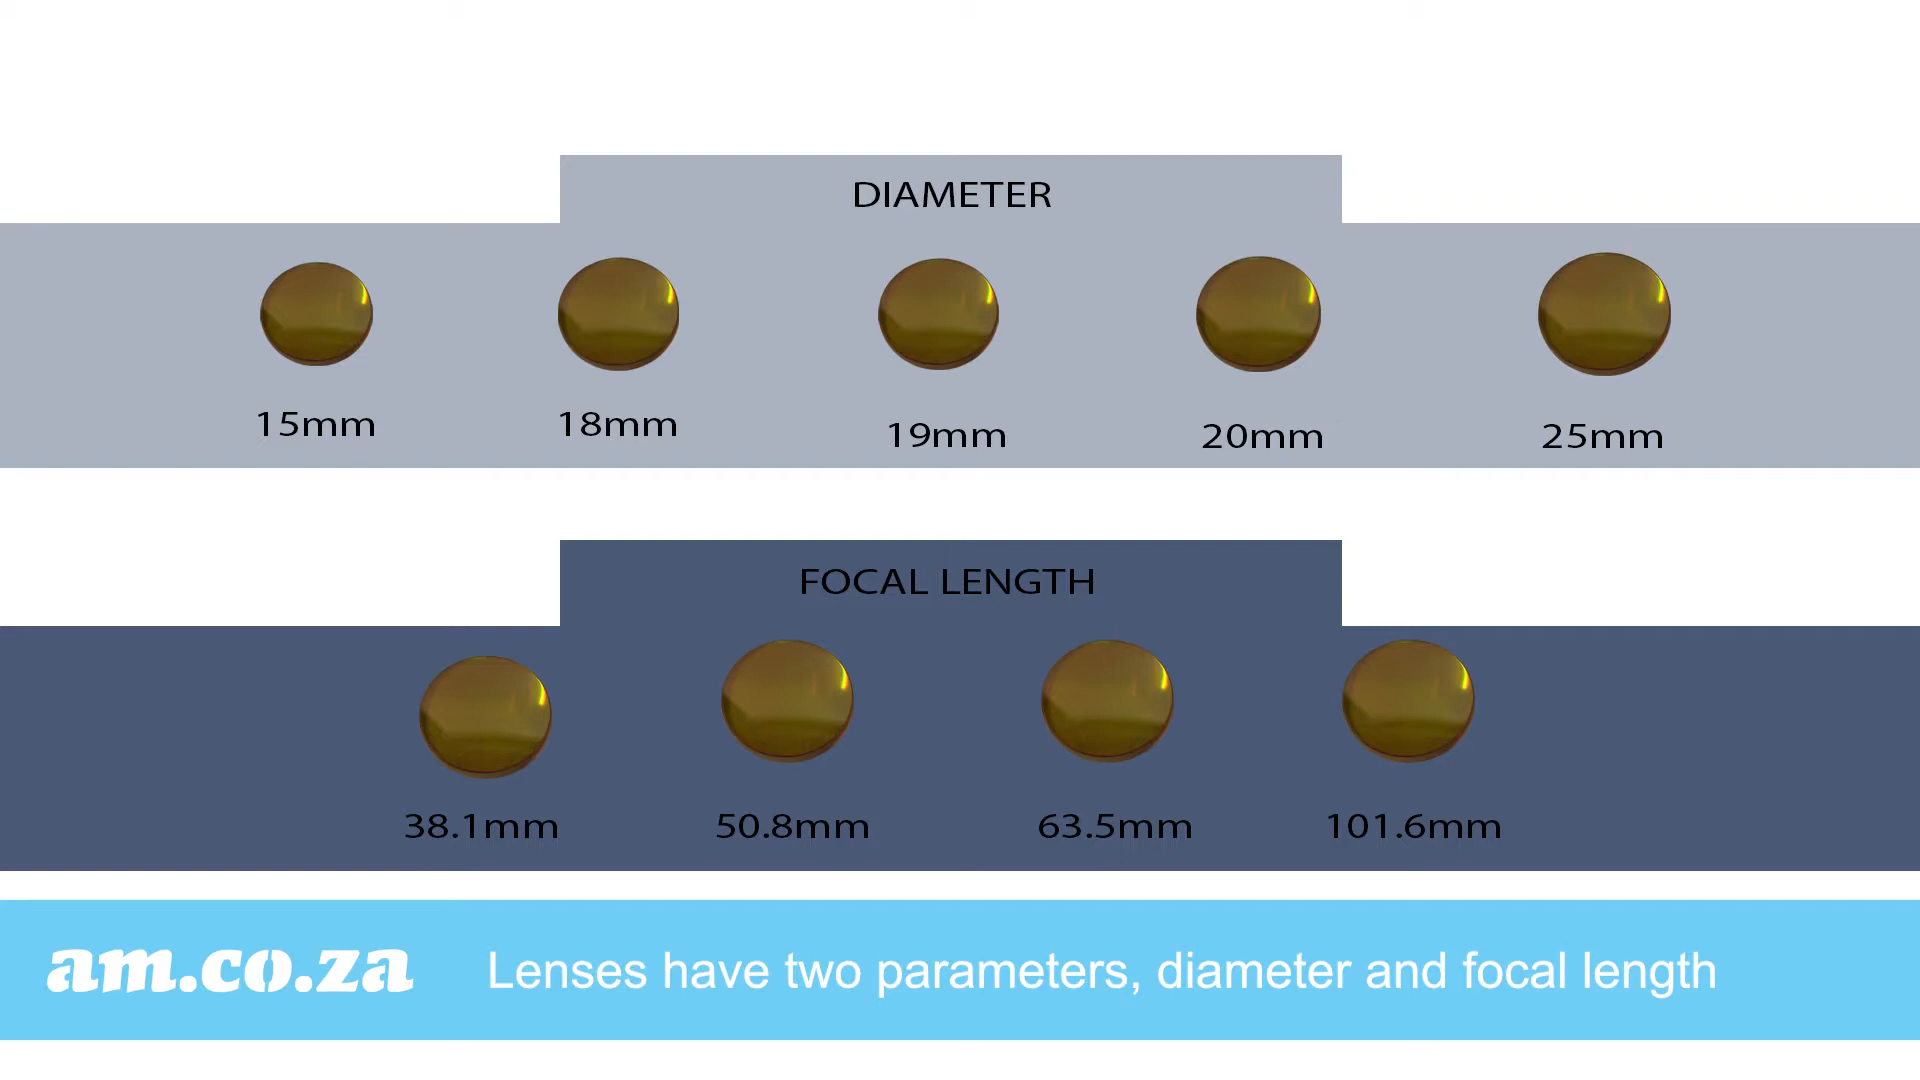 DIAMETER
15mm 18mm 19mm 20mm 25mm
FOCAL LENGTH
38.1mm 50.8mm 63.5mm 101.6mm
am.co.za Lenses have two parameters, diameter and focal length